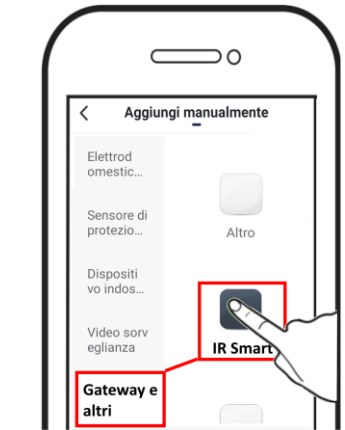 Aggiungi manualmente
Elettrod
omestic...
Sensore di
protezio...
Altro
Dispositi
vo indos...
Video sorv
eglianza
IR Smart
Gateway e
altri